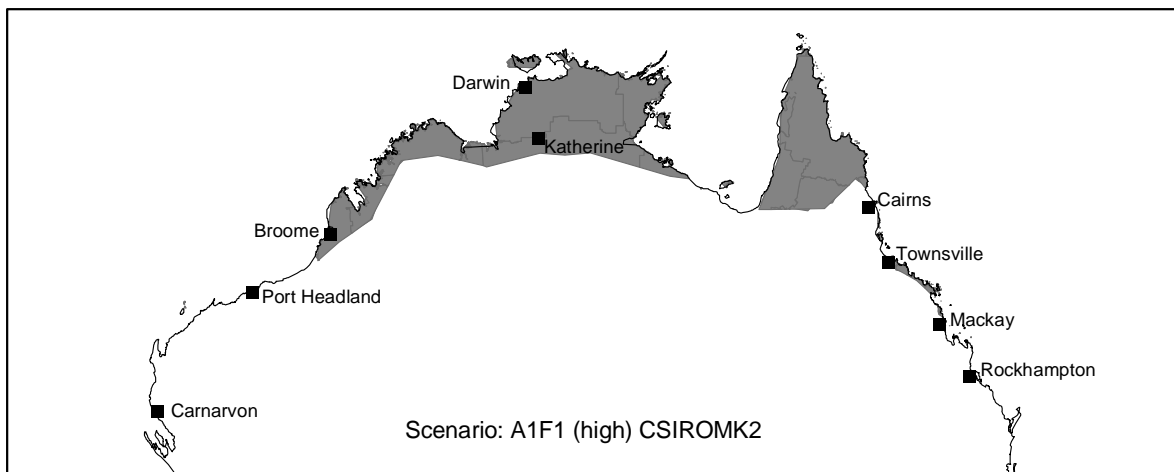 Darwin
Katherine
Broome
Cairns
Townsville
Port Headland
Mackay
Rockhampton
Carnarvon
Scenario: A1F1 (high) CSIROMK2